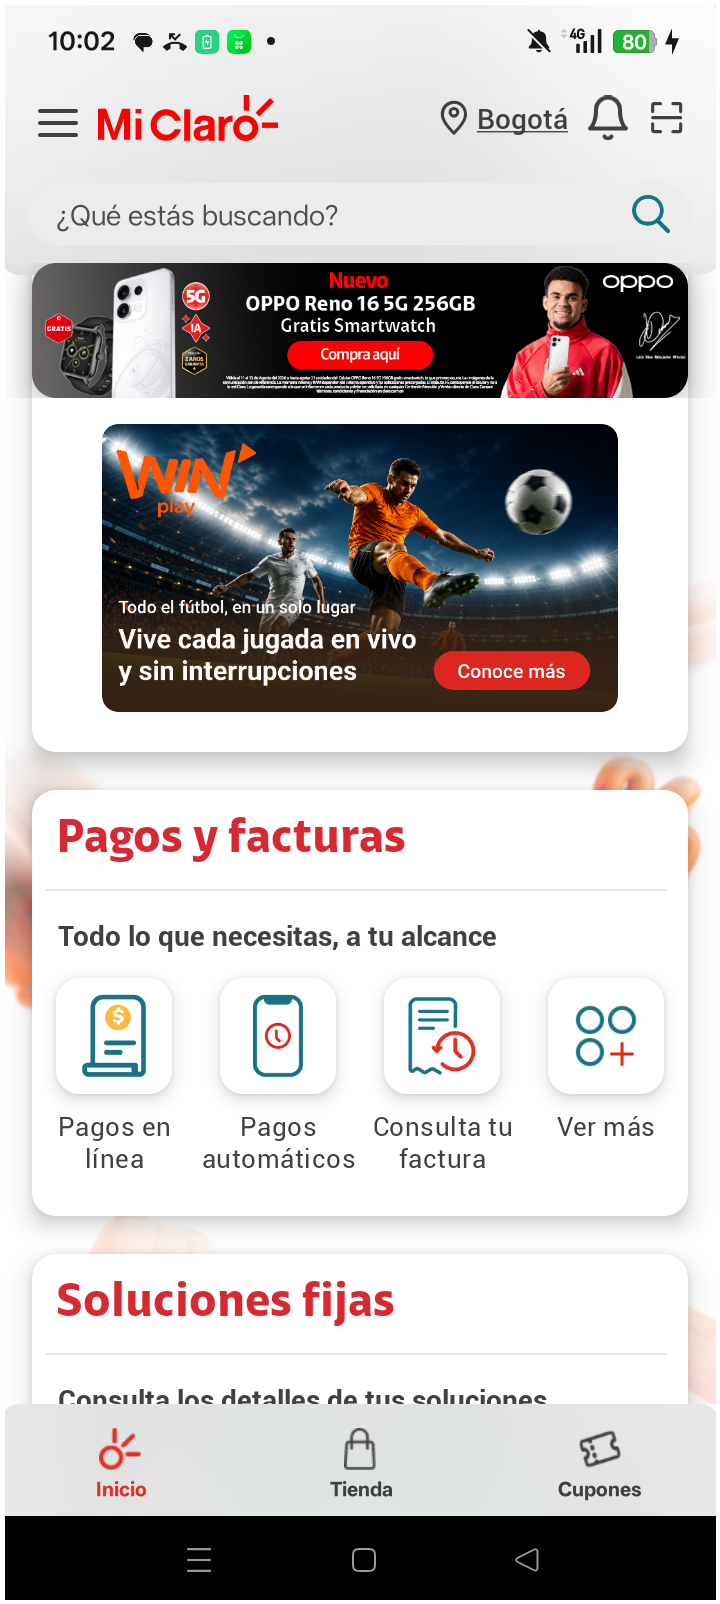 10:02
4G
80
Mi Claro
Bogotá
¿Qué estás buscando?
GRATIS
5G
IA
2 AÑOS
Nuevo
OPPO Reno 16 5G 256GB
Gratis Smartwatch
Compra aquí
oppo
WIN
play
Todo el fútbol, en un solo lugar
Vive cada jugada en vivo
y sin interrupciones
Conoce más
Pagos y facturas
Todo lo que necesitas, a tu alcance
$
Pagos en
línea
Pagos
automáticos
Consulta tu
factura
Ver más
Soluciones fijas
Consulta los detalles de tus soluciones
Inicio
Tienda
Cupones